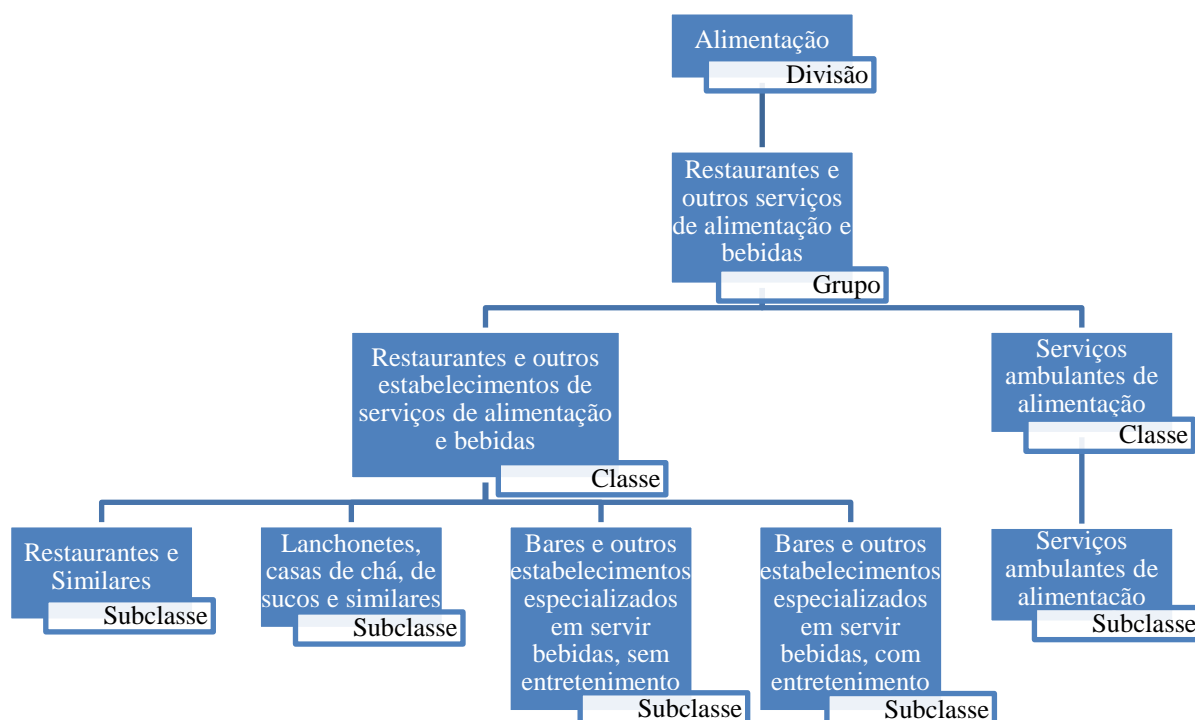 Alimentação
Divisão
Restaurantes e
outros serviços
de alimentação e
bebidas
Grupo
Restaurantes e outros
estabelecimentos de
serviços de alimentação
e bebidas
Classe
Serviços
ambulantes de
alimentação
Classe
Restaurantes e
Similares
Subclasse
Lanchonetes,
casas de chá, de
sucos e similares
Subclasse
Bares e outros
estabelecimentos
especializados
em servir
bebidas, sem
entretenimento
Subclasse
Bares e outros
estabelecimentos
especializados
em servir
bebidas, com
entretenimento
Subclasse
Serviços
ambulantes de
alimentação
Subclasse